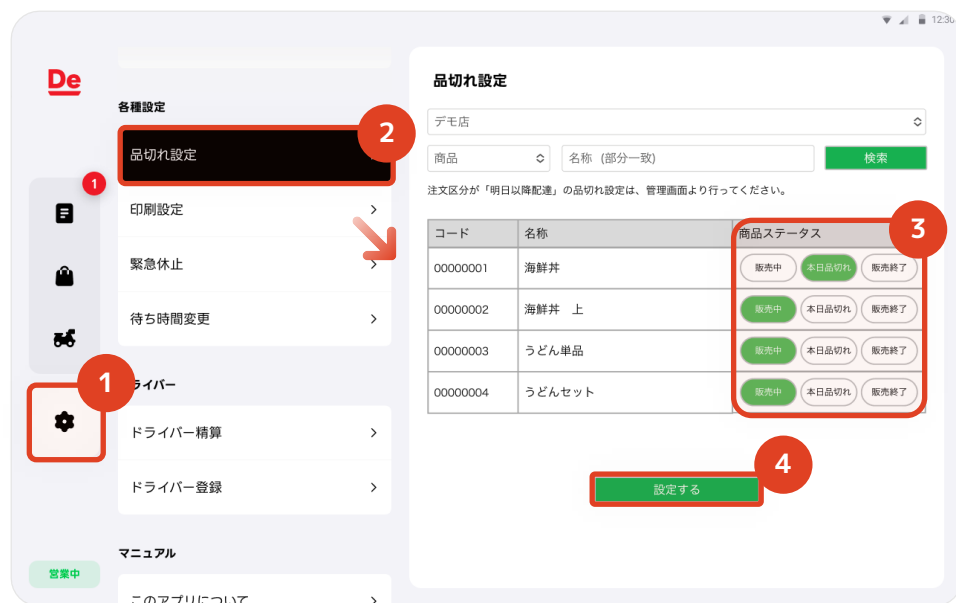 12:30
De
各種設定
品切れ設定
2
印刷設定
緊急休止
待ち時間変更
1
1
ドライバー
ドライバー精算
ドライバー登録
マニュアル
このアプリについて
営業中
品切れ設定
デモ店
商品
名称 (部分一致)
検索
注文区分が「明日以降配達」の品切れ設定は、管理画面より行ってください。
コード 名称 商品ステータス
3
00000001 海鮮丼 販売中 本日品切れ 販売終了
00000002 海鮮丼　上 販売中 本日品切れ 販売終了
00000003 うどん単品 販売中 本日品切れ 販売終了
00000004 うどんセット 販売中 本日品切れ 販売終了
4
設定する